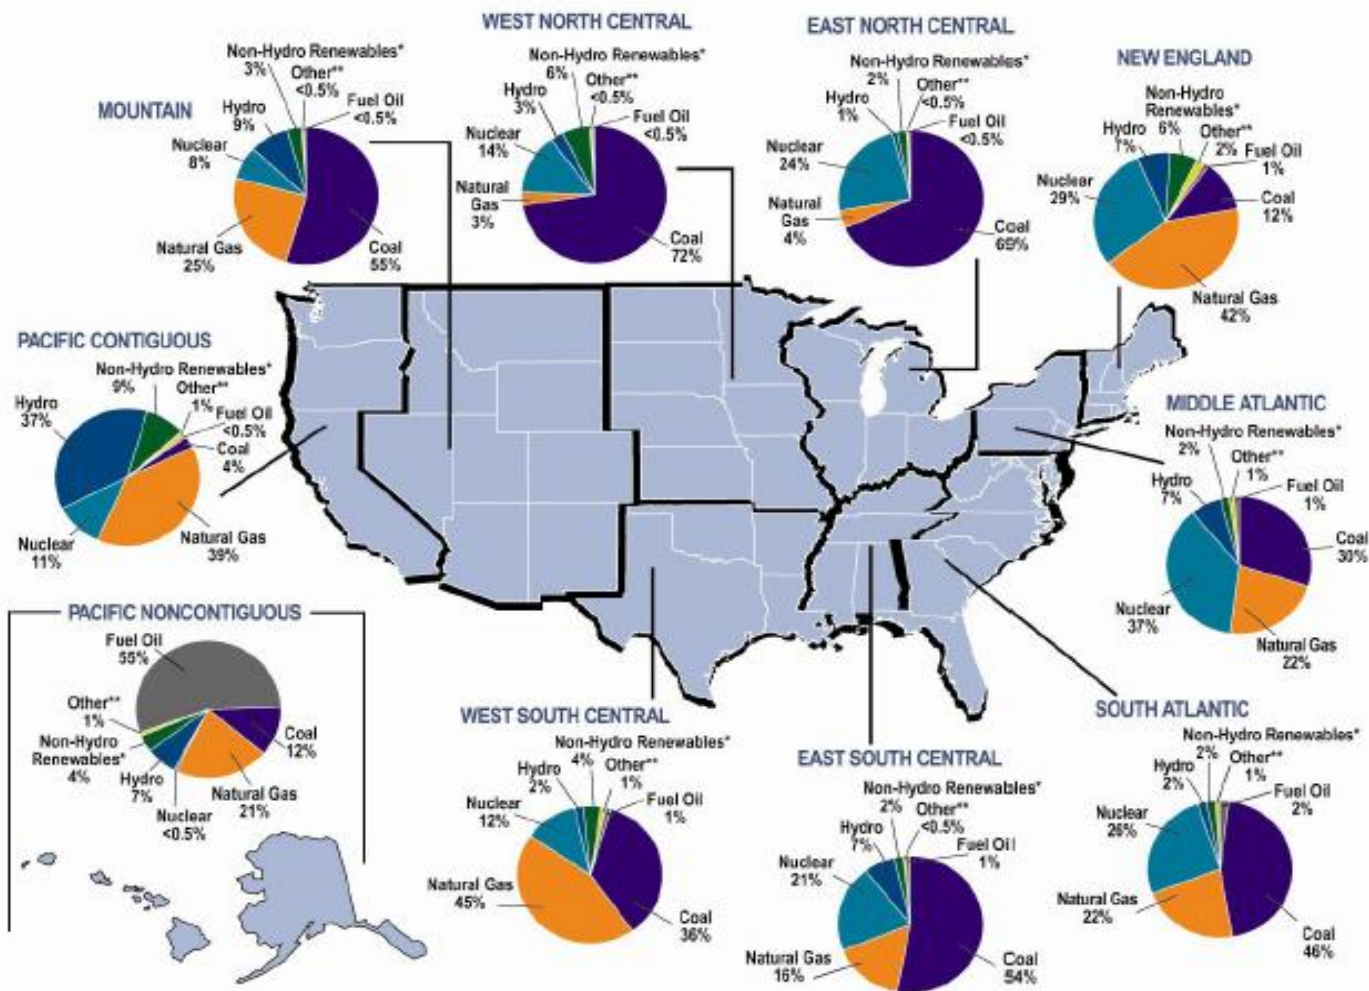 WEST NORTH CENTRAL
Non-Hydro Renewables*
6%
Other**
<0.5%
Hydro
3%
Fuel Oil
<0.5%
Nuclear
14%
Natural
Gas
3%
Coal
72%
EAST NORTH CENTRAL
Non-Hydro Renewables*
2%
Other**
<0.5%
Hydro
1%
Fuel Oil
<0.5%
Nuclear
24%
Natural
Gas
4%
Coal
69%
NEW ENGLAND
Non-Hydro
Renewables*
6%
Hydro
7%
Other**
2%
Fuel Oil
1%
Nuclear
29%
Coal
12%
Natural Gas
42%
MOUNTAIN
Non-Hydro Renewables*
3%
Other**
<0.5%
Hydro
9%
Fuel Oil
<0.5%
Nuclear
8%
Natural Gas
25%
Coal
55%
PACIFIC CONTIGUOUS
Non-Hydro Renewables*
9%
Other**
1%
Hydro
37%
Fuel Oil
<0.5%
Coal
4%
Nuclear
11%
Natural Gas
39%
MIDDLE ATLANTIC
Non-Hydro Renewables*
2%
Other**
1%
Hydro
7%
Fuel Oil
1%
Coal
30%
Nuclear
37%
Natural Gas
22%
PACIFIC NONCONTIGUOUS
Fuel Oil
55%
Other**
1%
Non-Hydro
Renewables*
4%
Hydro
7%
Nuclear
<0.5%
Natural Gas
21%
Coal
12%
WEST SOUTH CENTRAL
Non-Hydro Renewables*
4%
Other**
1%
Hydro
2%
Fuel Oil
1%
Nuclear
12%
Natural Gas
45%
Coal
36%
EAST SOUTH CENTRAL
Non-Hydro Renewables*
2%
Other**
<0.5%
Hydro
7%
Fuel Oil
1%
Nuclear
21%
Natural Gas
16%
Coal
54%
SOUTH ATLANTIC
Non-Hydro Renewables*
2%
Other**
1%
Hydro
2%
Fuel Oil
2%
Nuclear
26%
Natural Gas
22%
Coal
46%